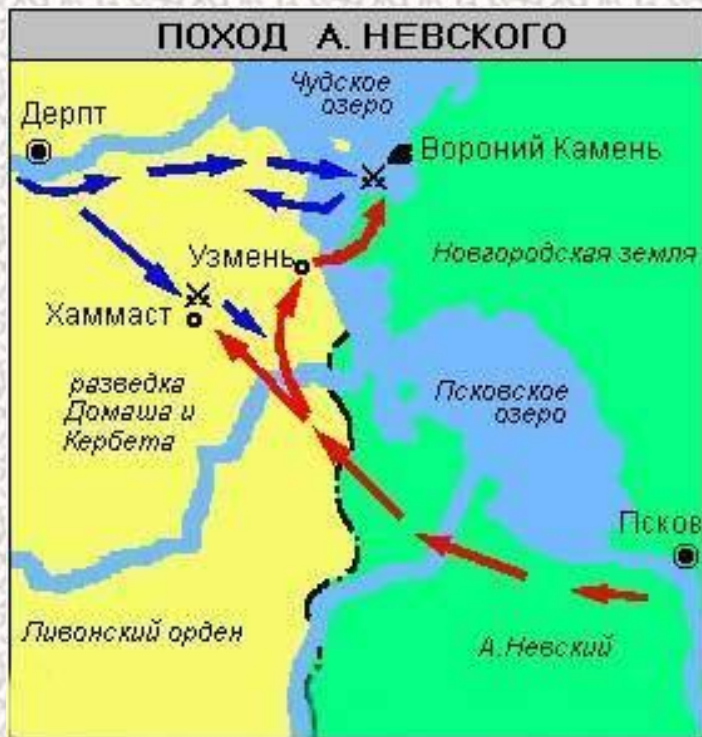 ПОХОД А. НЕВСКОГО
Чудское
озеро
Дерпт
Вороний Камень
Узмень
Новгородская земля
Хаммаст
разведка
Домаша и
Кербета
Псковское
озеро
Псков
Ливонский орден
А.Невский